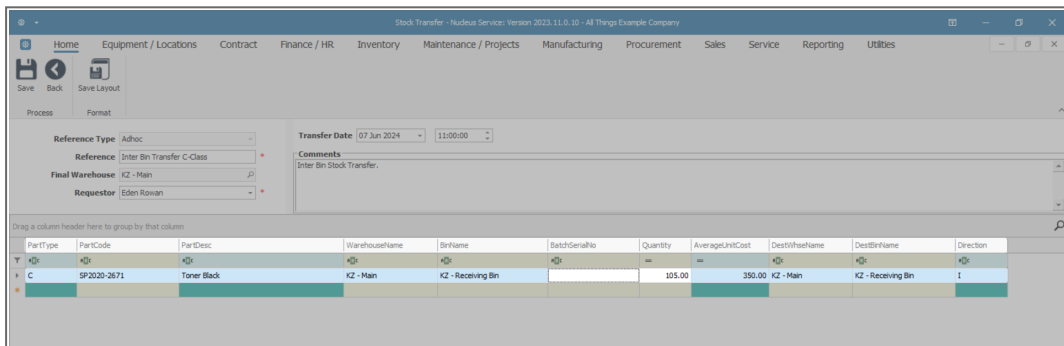 Stock Transfer - Nucleus Service: Version 2023.11.0.10 - All Things Example Company
Home Equipment / Locations Contract Finance / HR Inventory Maintenance / Projects Manufacturing Procurement Sales Service Reporting Utilities
Save Back Save Layout
Process Format
Reference Type Adhoc
Transfer Date 07 Jun 2024 11:00:00
Reference Inter Bin Transfer C-Class *
Comments
Inter Bin Stock Transfer.
Final Warehouse KZ - Main
Requestor Eden Rowan *
Drag a column header here to group by that column
PartType PartCode PartDesc WarehouseName BinName BatchSerialNo Quantity AverageUnitCost DestWhseName DestBinName Direction
= =
C SP2020-2671 Toner Black KZ - Main KZ - Receiving Bin 105.00 350.00 KZ - Main KZ - Receiving Bin I